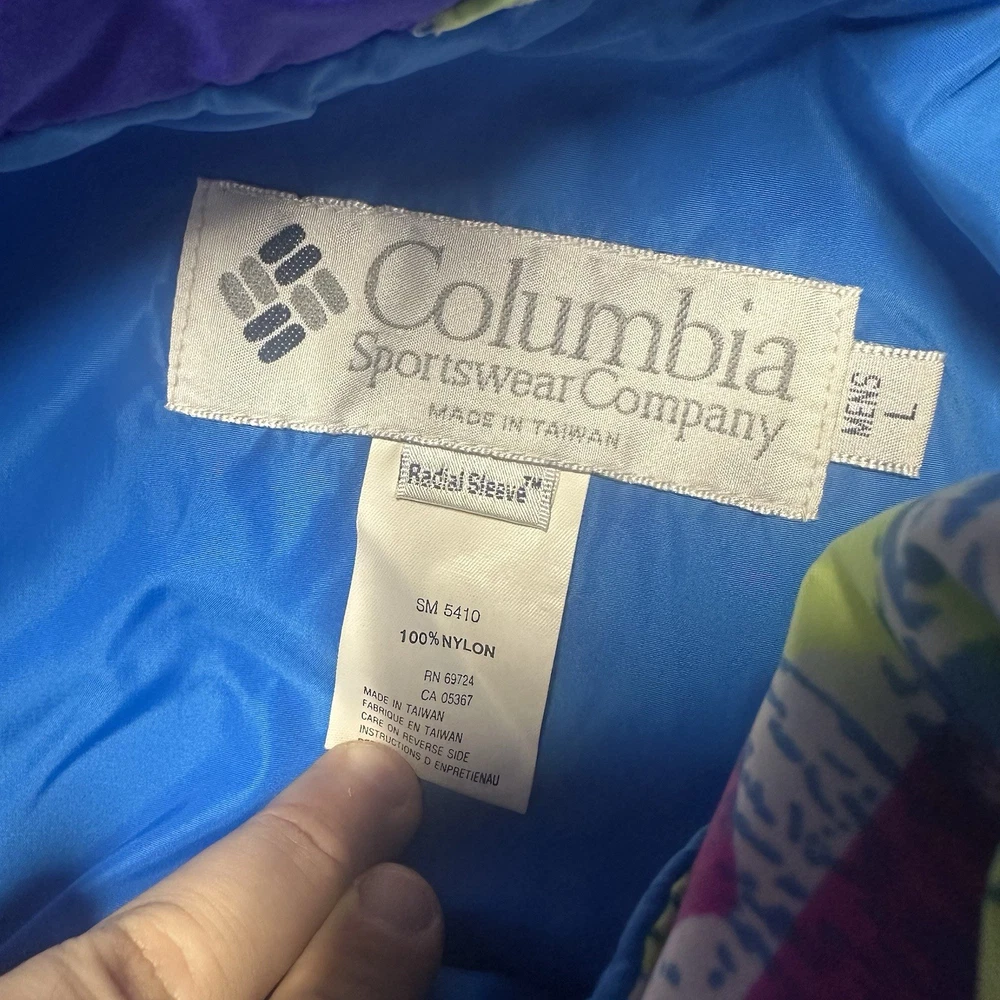 Columbia
Sportswear Company
MADE IN TAIWAN
MENS
L
Radial Sleeve™
SM 5410
100% NYLON
RN 69724
CA 05367
MADE IN TAIWAN
FABRIQUE EN TAIWAN
CARE ON REVERSE SIDE
INSTRUCTIONS D ENPRETIENAU